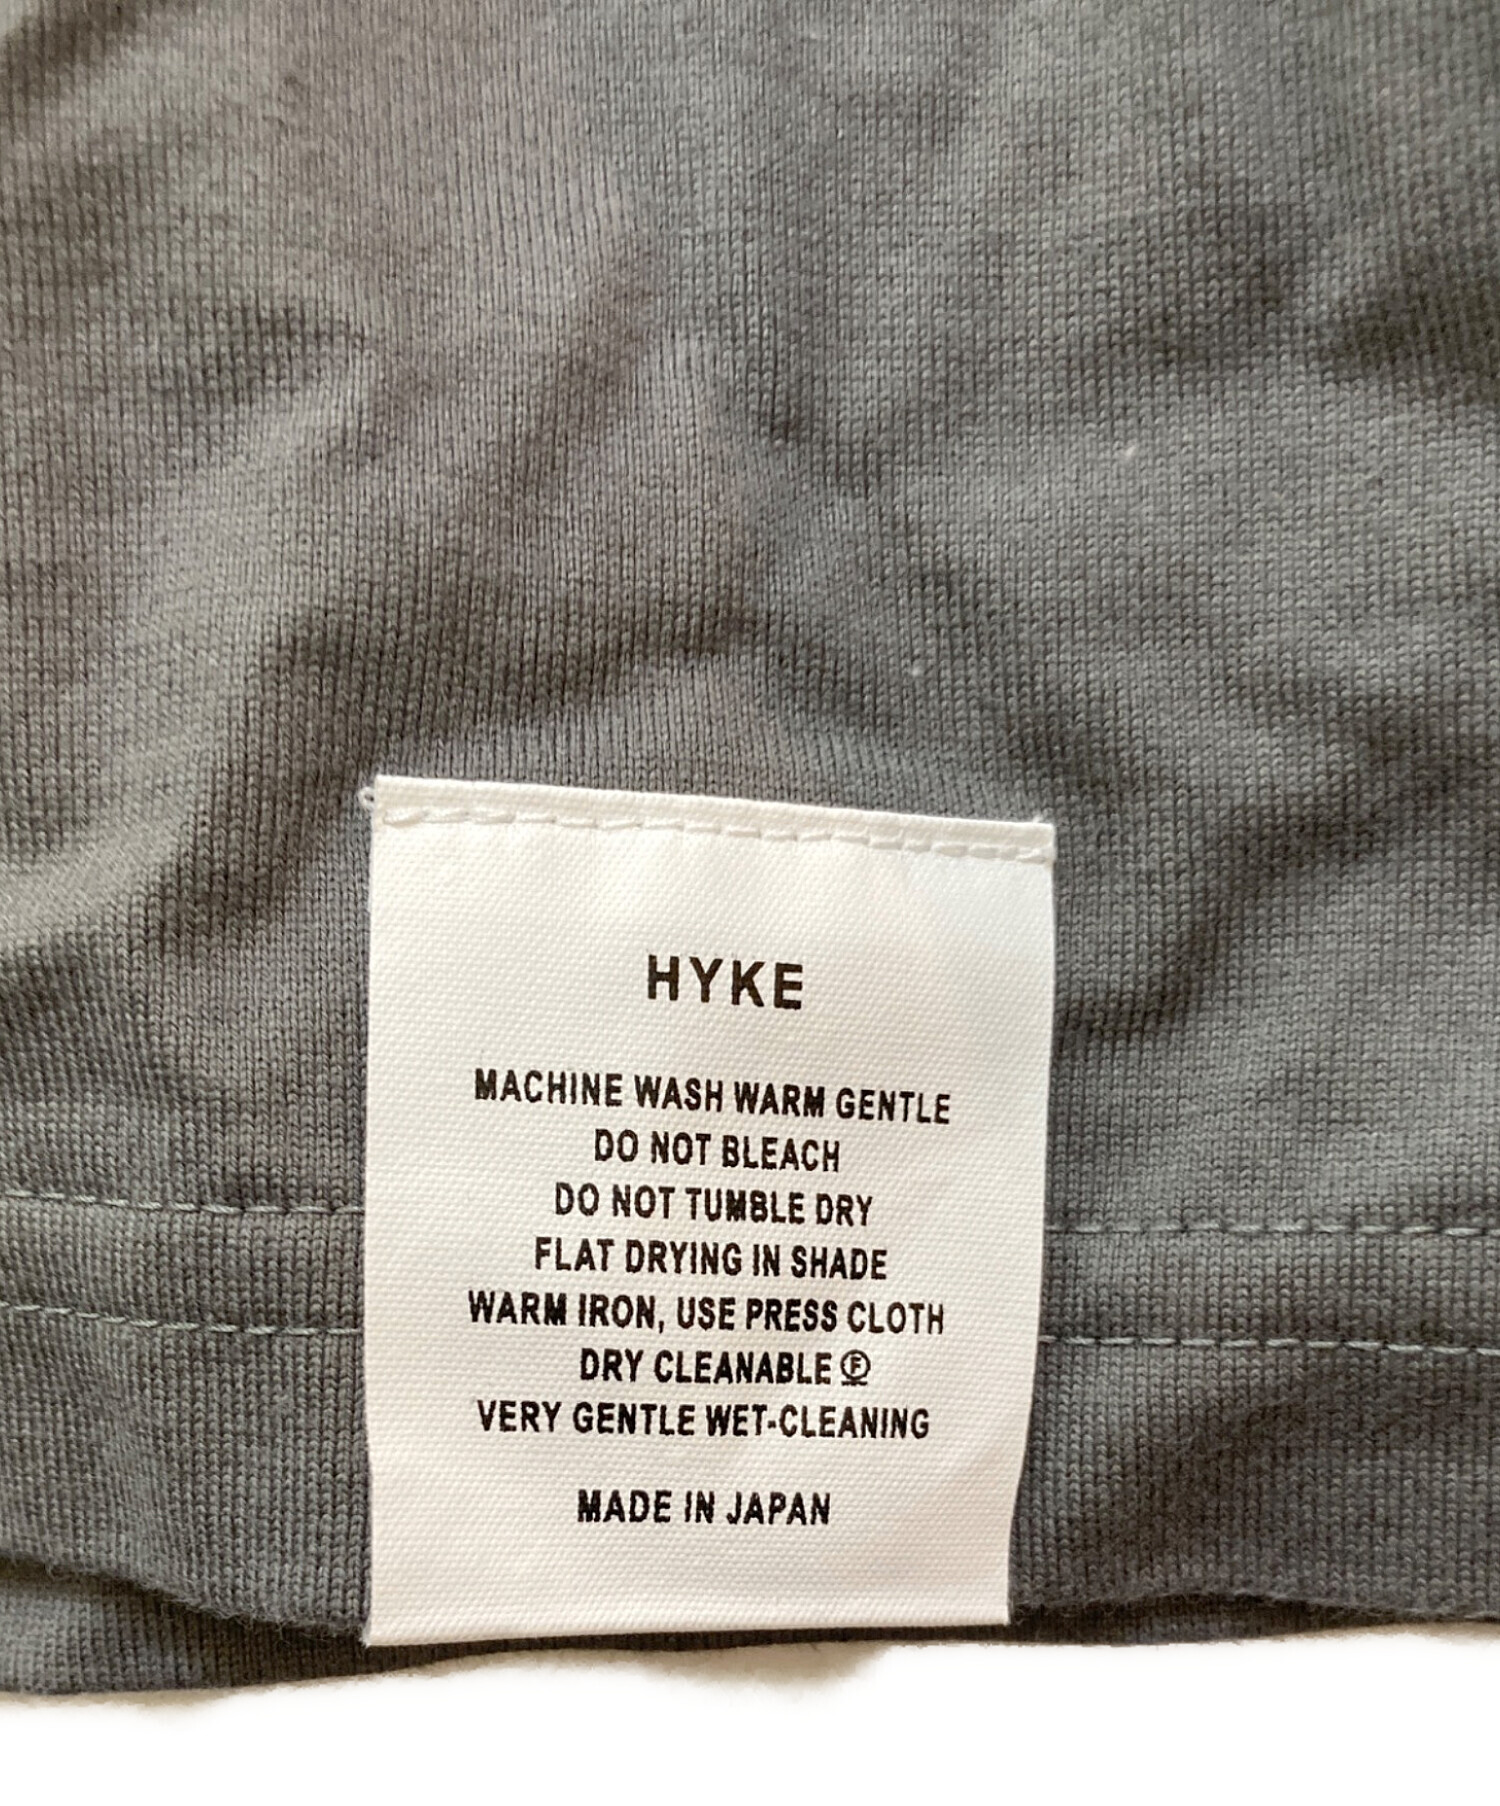 HYKE
MACHINE WASH WARM GENTLE
DO NOT BLEACH
DO NOT TUMBLE DRY
FLAT DRYING IN SHADE
WARM IRON, USE PRESS CLOTH
DRY CLEANABLE Ⓕ
VERY GENTLE WET-CLEANING
MADE IN JAPAN